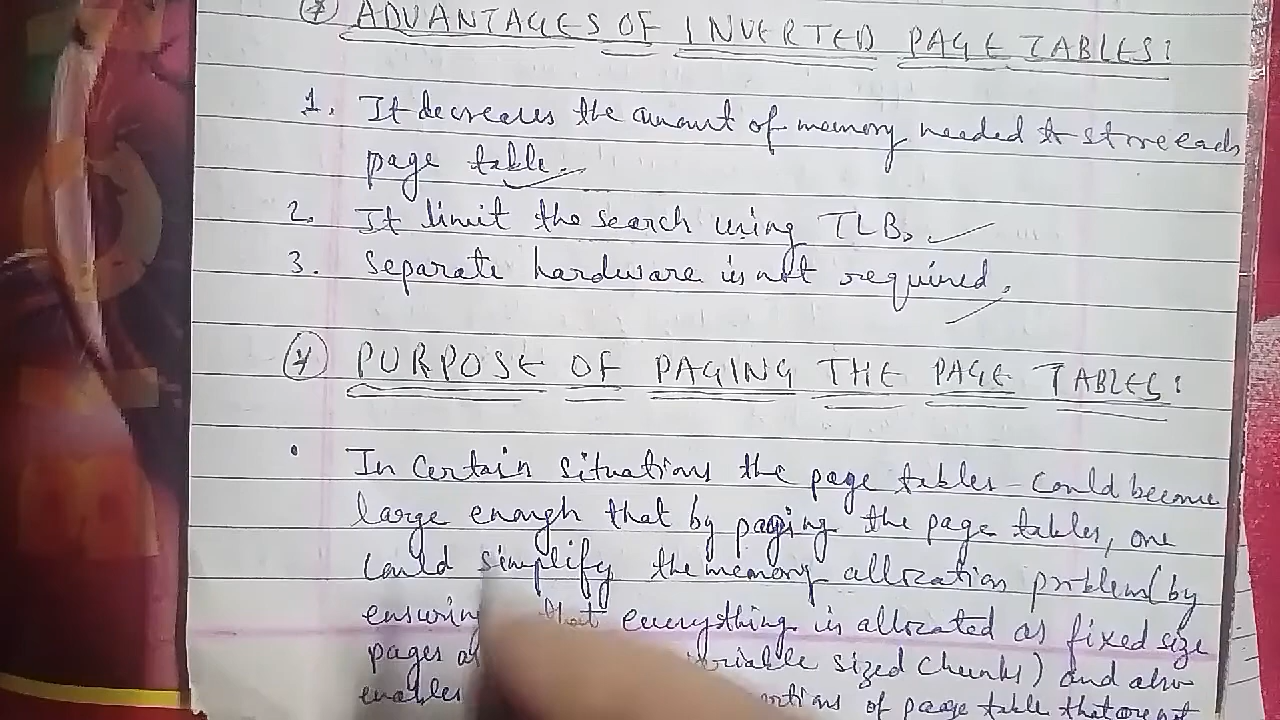 ADVANTAGES OF INVERTED PAGE TABLES:
1. It decreases the amount of memory needed to store each
page table.
2. It limit the search using TLB.
3. Separate hardware is not required.
PURPOSE OF PAGING THE PAGE TABLES:
• In certain situations the page tables could become
large enough that by paging the page tables, one
could simplify the memory allocation problem (by
ensuring that everything is allocated as fixed size
pages sized chunks) and also
enables of page table that are not